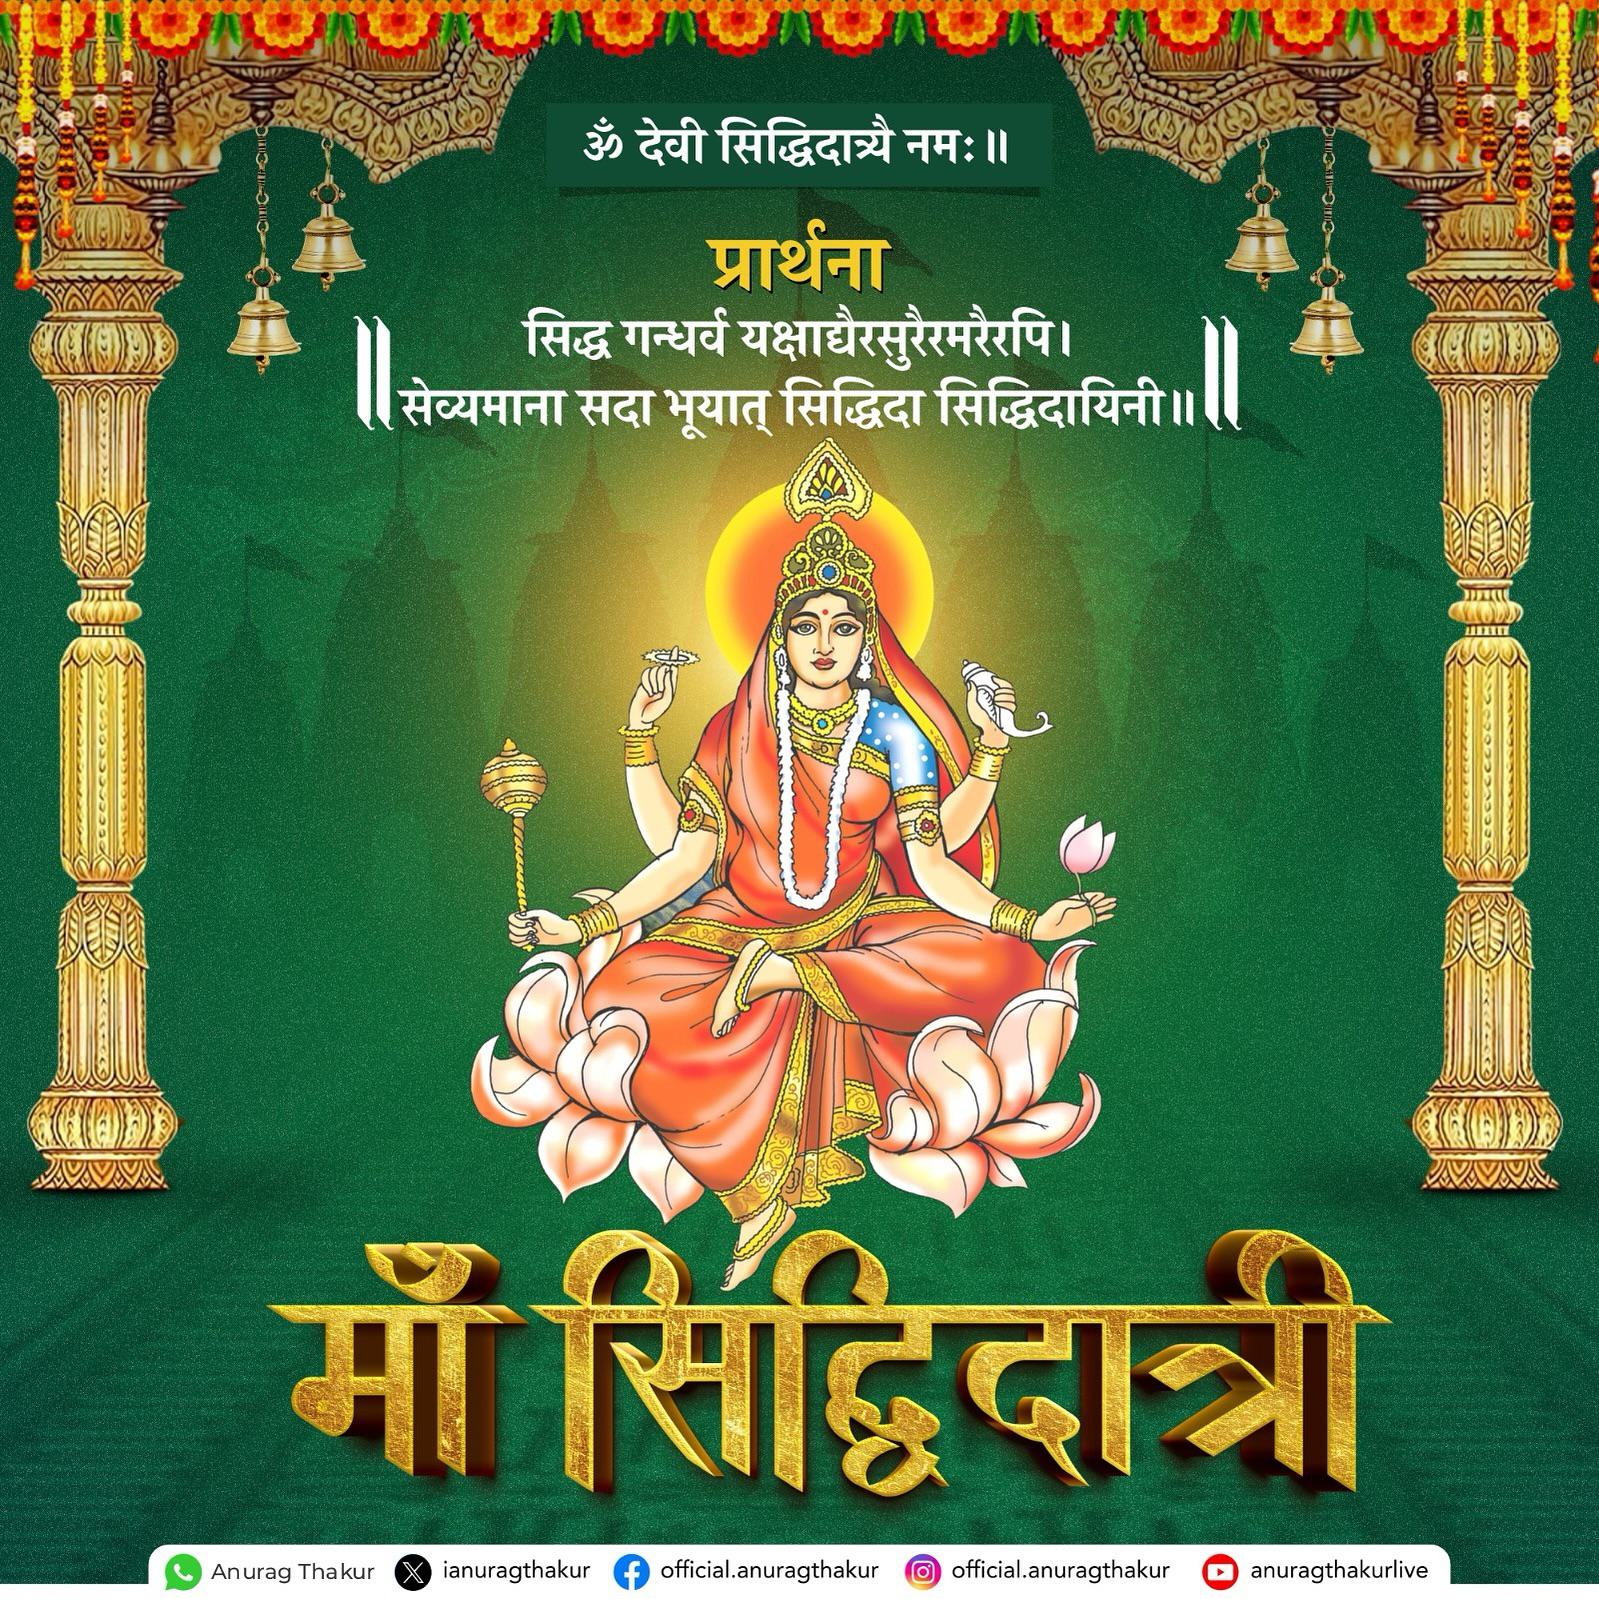 ॐ देवी सिद्धिदात्र्यै नमः॥
प्रार्थना
॥ सिद्ध गन्धर्व यक्षाद्यैरसुरैरमरैरपि।
सेव्यमाना सदा भूयात् सिद्धिदा सिद्धिदायिनी॥ ॥
माँ सिद्धिदात्री
Anurag Thakur ianuragthakur official.anuragthakur official.anuragthakur anuragthakurlive